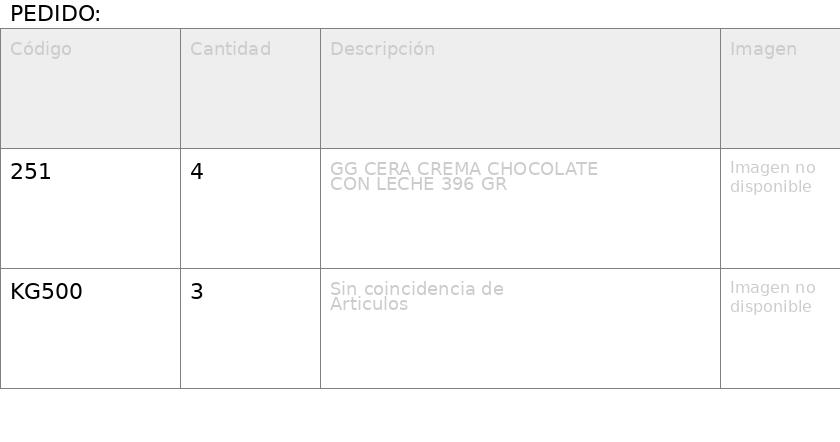 PEDIDO:
Código Cantidad Descripción Imagen
251 4 GG CERA CREMA CHOCOLATE Imagen no
CON LECHE 396 GR disponible
KG500 3 Sin coincidencia de Imagen no
Articulos disponible